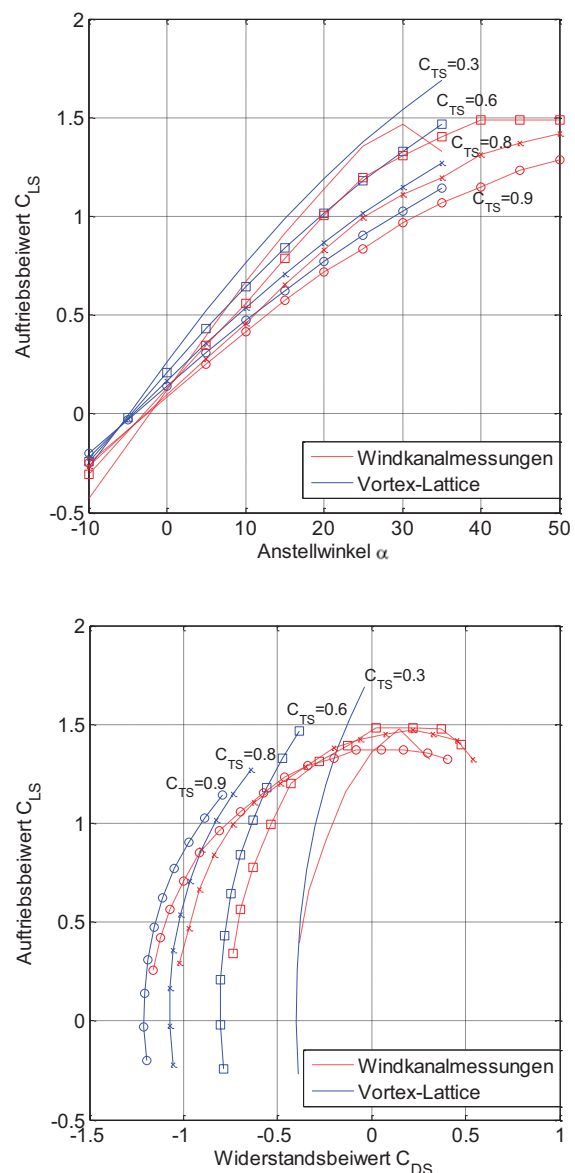 2
1.5
1
0.5
0
-0.5
-10 0 10 20 30 40 50
Auftriebsbeiwert C_LS
Anstellwinkel α
C_TS=0.3
C_TS=0.6
C_TS=0.8
C_TS=0.9
Windkanalmessungen
Vortex-Lattice
2
1.5
1
0.5
0
-0.5
-1.5 -1 -0.5 0 0.5 1
Auftriebsbeiwert C_LS
Widerstandsbeiwert C_DS
C_TS=0.3
C_TS=0.6
C_TS=0.8
C_TS=0.9
Windkanalmessungen
Vortex-Lattice